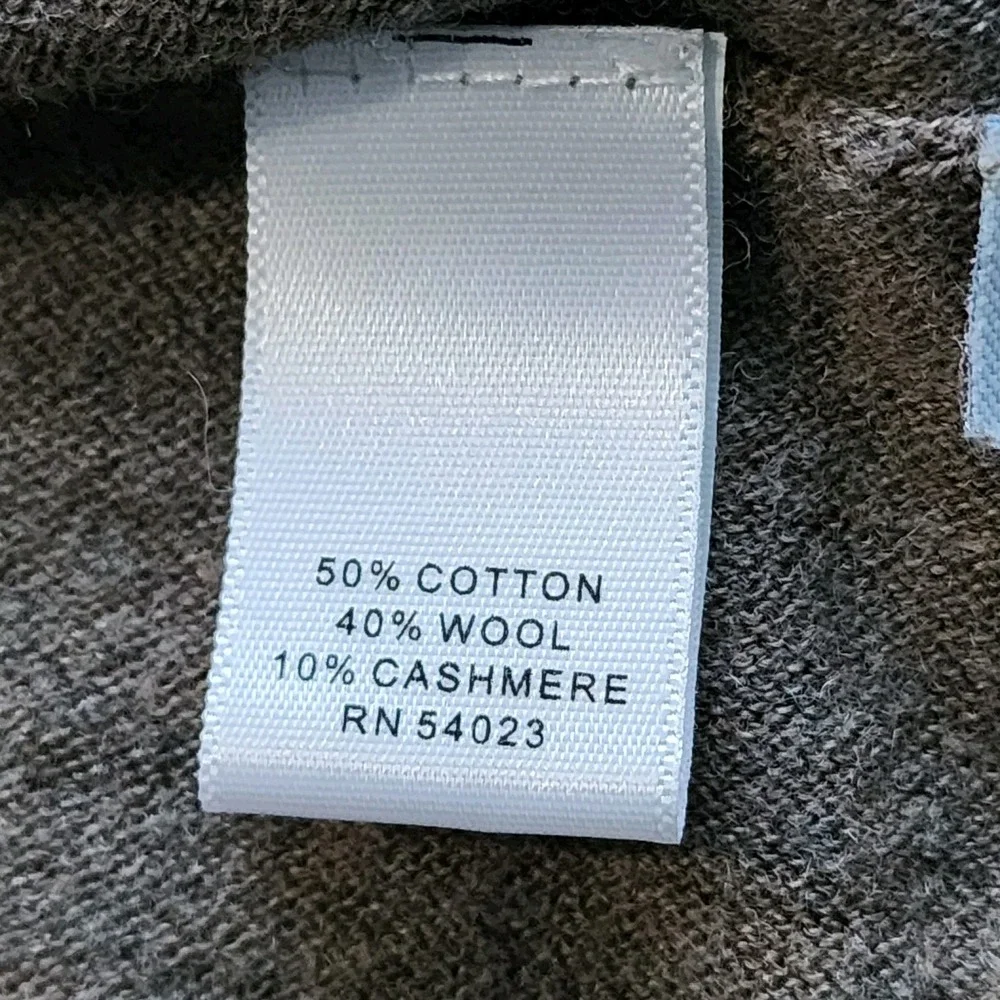 50% COTTON
40% WOOL
10% CASHMERE
RN 54023